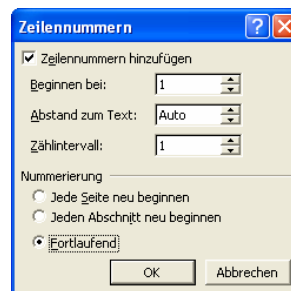 Zeilennummern
Zeilennummern hinzufügen
Beginnen bei: 1
Abstand zum Text: Auto
Zählintervall: 1
Nummerierung
Jede Seite neu beginnen
Jeden Abschnitt neu beginnen
Fortlaufend
OK Abbrechen